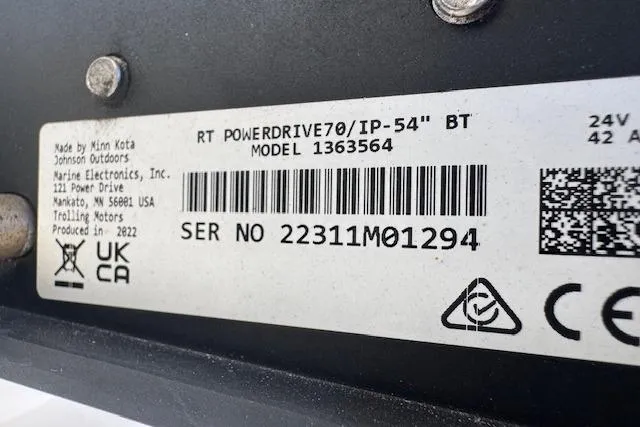 Made by Minn Kota
Johnson Outdoors
Marine Electronics, Inc.
121 Power Drive
Mankato, MN 56001 USA
Trolling Motors
Produced in 2022
UK
CA
RT POWERDRIVE70/IP-54" BT
MODEL 1363564
SER NO 22311M01294
24V
42 A
CE